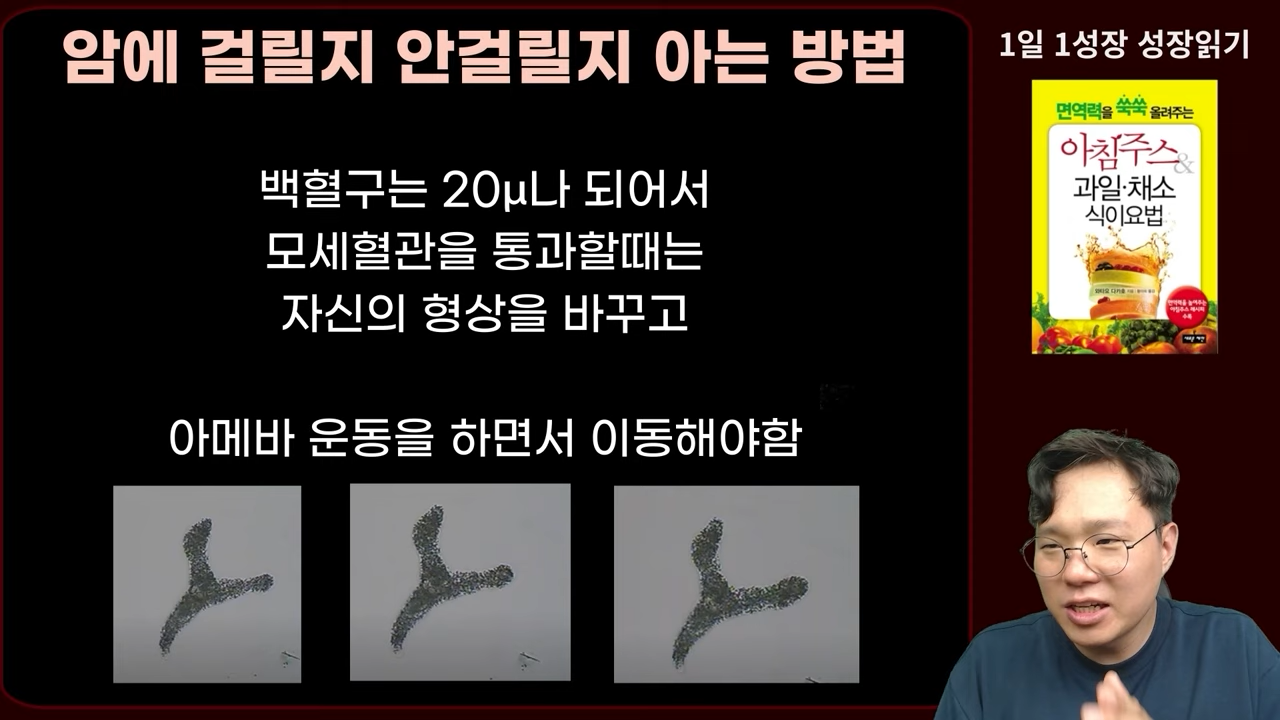 암에 걸릴지 안걸릴지 아는 방법
백혈구는 20μ나 되어서
모세혈관을 통과할때는
자신의 형상을 바꾸고
아메바 운동을 하면서 이동해야함
1일 1성장 성장읽기
면역력을 쑥쑥 올려주는
아침주스&
과일·채소
식이요법